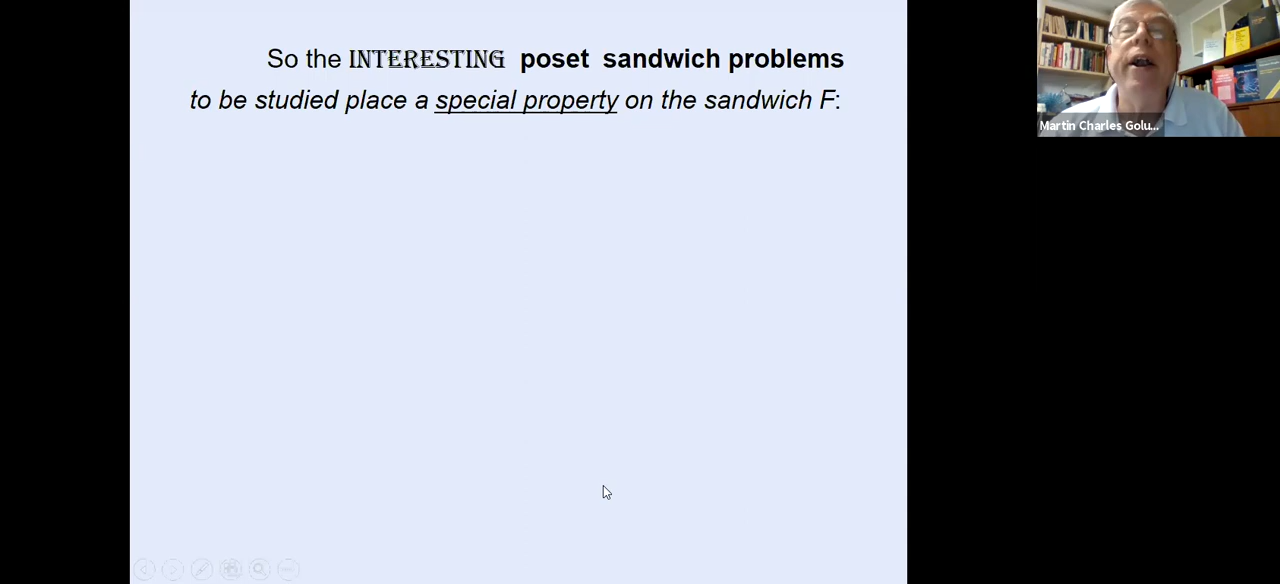 So the INTERESTING poset sandwich problems
to be studied place a special property on the sandwich F:
Martin Charles Golu...